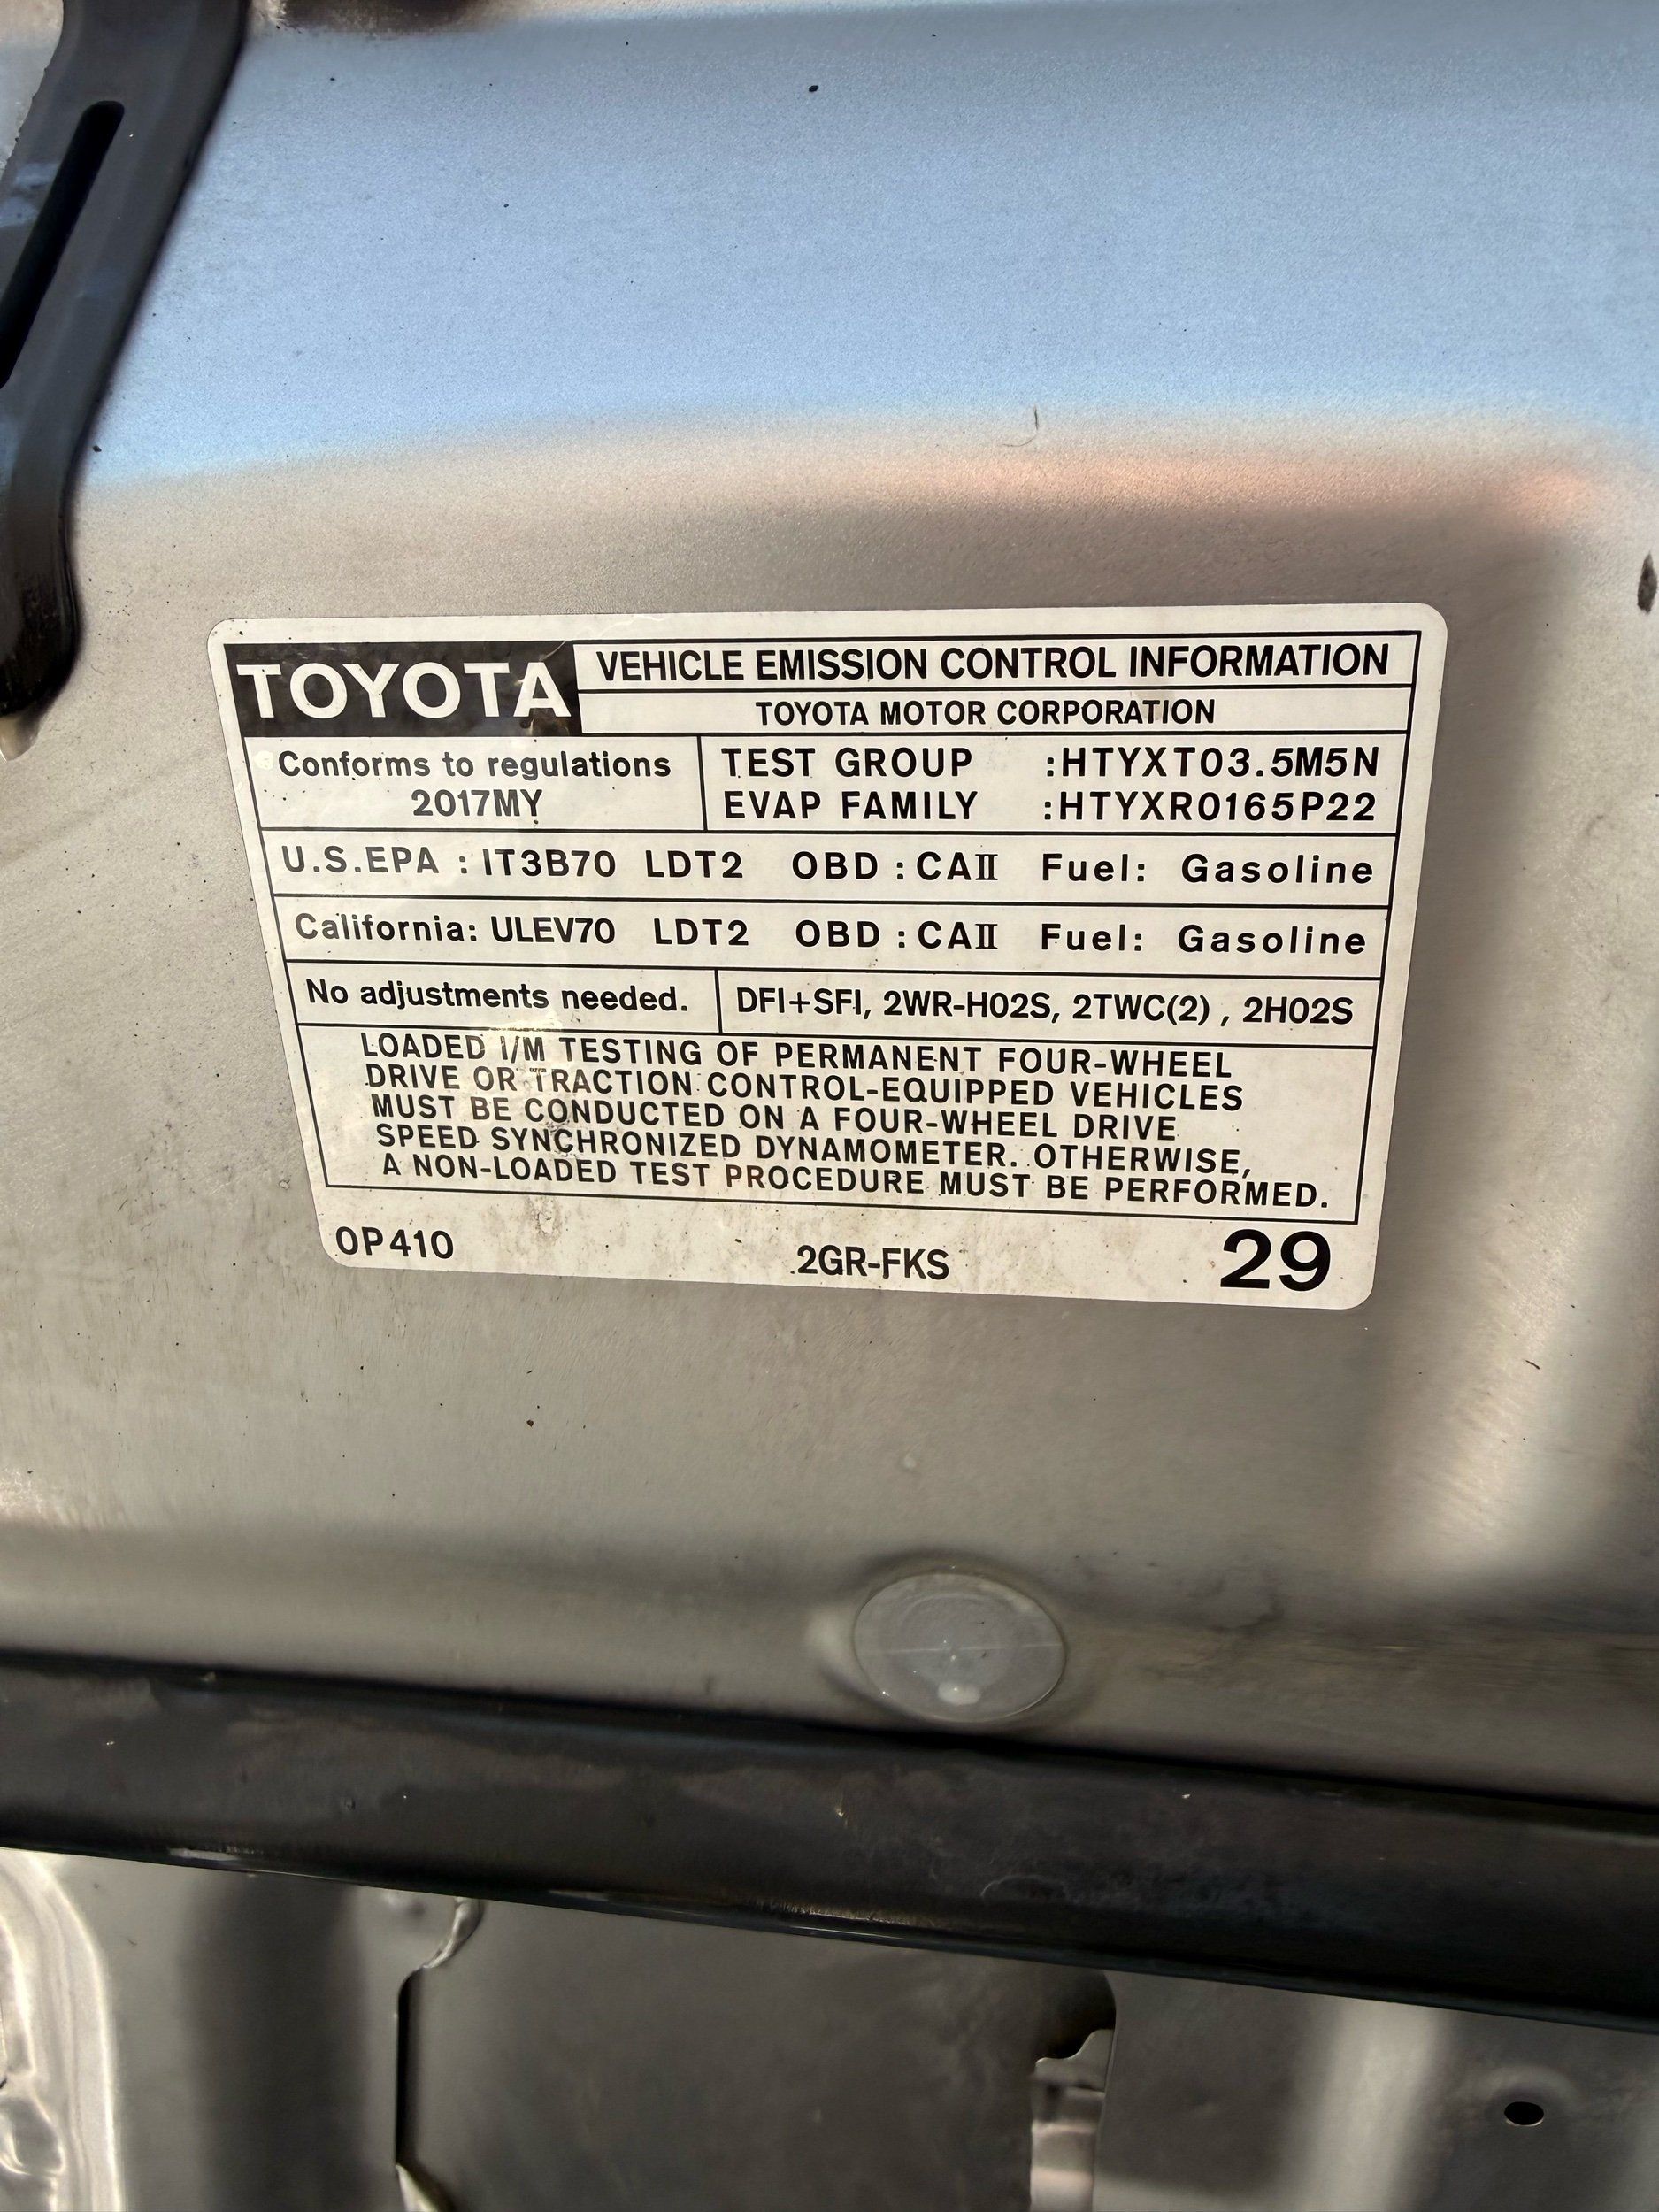 TOYOTA
VEHICLE EMISSION CONTROL INFORMATION
TOYOTA MOTOR CORPORATION
Conforms to regulations
2017MY
TEST GROUP :HTYXT03.5M5N
EVAP FAMILY :HTYXR0165P22
U.S.EPA : IT3B70 LDT2 OBD : CAⅡ Fuel: Gasoline
California: ULEV70 LDT2 OBD : CAⅡ Fuel: Gasoline
No adjustments needed.
DFI+SFI, 2WR-HO2S, 2TWC(2) , 2HO2S
LOADED I/M TESTING OF PERMANENT FOUR-WHEEL
DRIVE OR TRACTION CONTROL-EQUIPPED VEHICLES
MUST BE CONDUCTED ON A FOUR-WHEEL DRIVE
SPEED SYNCHRONIZED DYNAMOMETER. OTHERWISE,
A NON-LOADED TEST PROCEDURE MUST BE PERFORMED.
0P410 2GR-FKS 29